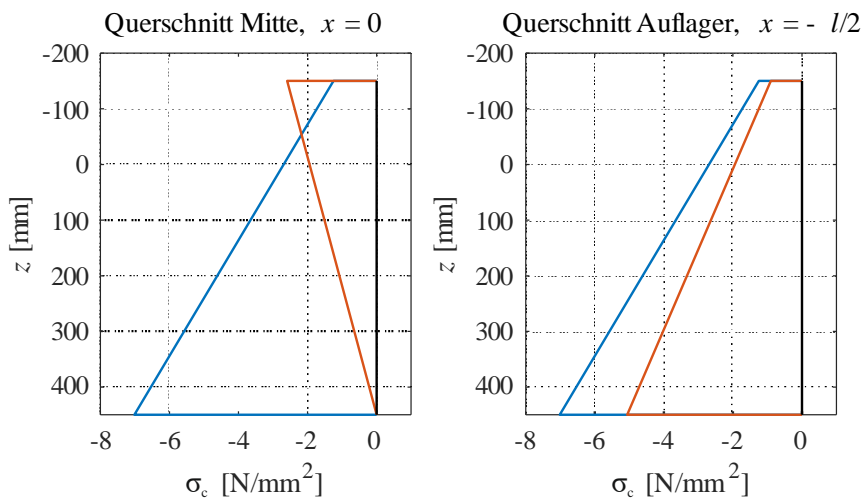 Querschnitt Mitte, x = 0
-200
-100
0
100
200
300
400
z [mm]
-8 -6 -4 -2 0
σc [N/mm²]
Querschnitt Auflager, x = - l/2
-200
-100
0
100
200
300
400
z [mm]
-8 -6 -4 -2 0
σc [N/mm²]